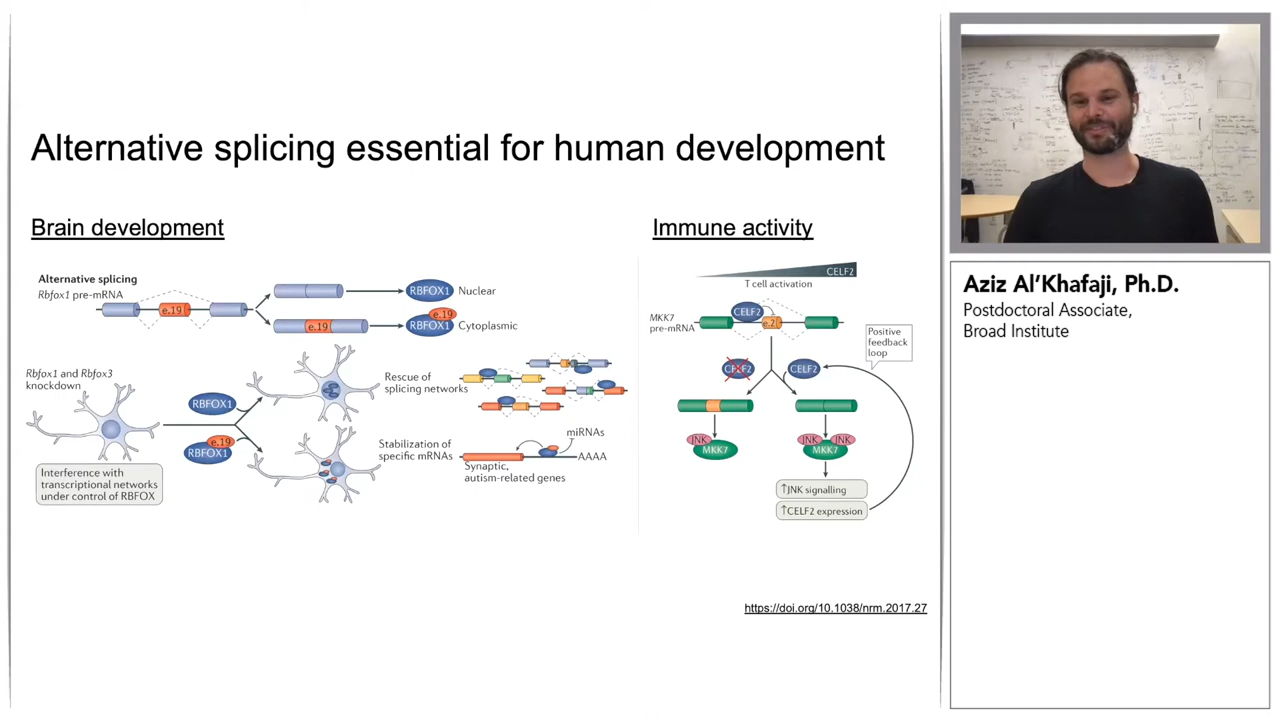 Alternative splicing essential for human development
Brain development
Alternative splicing
Rbfox1 pre-mRNA
e.19
RBFOX1
Nuclear
e.19
e.19
RBFOX1
Cytoplasmic
Rbfox1 and Rbfox3
knockdown
RBFOX1
e.19
RBFOX1
Interference with
transcriptional networks
under control of RBFOX
Rescue of
splicing networks
Stabilization of
specific mRNAs
miRNAs
AAAA
Synaptic,
autism-related genes
Immune activity
CELF2
T cell activation
MKK7
pre-mRNA
CELF2
e.2
Positive
feedback
loop
CELF2
CELF2
JNK
MKK7
JNK
JNK
MKK7
↑JNK signalling
↑CELF2 expression
https://doi.org/10.1038/nrm.2017.27
Aziz Al’Khafaji, Ph.D.
Postdoctoral Associate,
Broad Institute